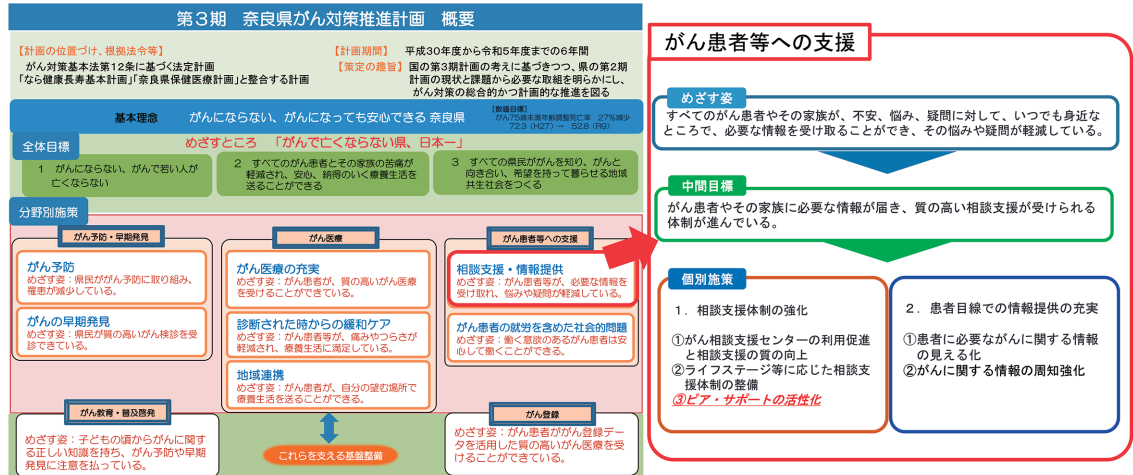 第３期　奈良県がん対策推進計画　概要
【計画の位置づけ、根拠法令等】
がん対策基本法第12条に基づく法定計画
「なら健康長寿基本計画」「奈良県保健医療計画」と整合する計画
【計画期間】　平成30年度から令和5年度までの6年間
【策定の趣旨】　国の第3期計画の考えに基づきつつ、県の第2期
計画の現状と課題から必要な取組を明らかにし、
がん対策の総合的かつ計画的な推進を図る
基本理念　がんにならない、がんになっても安心できる 奈良県
【数値目標】
がん75歳未満年齢調整死亡率　27％減少
72.3（H27）→　52.8（R9）
全体目標
めざすところ　「がんで亡くならない県、日本一」
１　がんにならない、がんで若い人が
亡くならない
２　すべてのがん患者とその家族の苦痛が
軽減され、安心、納得のいく療養生活を
送ることができる
３　すべての県民ががんを知り、がんと
向き合い、希望を持って暮らせる地域
共生社会をつくる
分野別施策
がん予防・早期発見
がん予防
めざす姿：県民ががん予防に取り組み、
罹患が減少している。
がんの早期発見
めざす姿：県民が質の高いがん検診を受
診できている。
がん医療
がん医療の充実
めざす姿：がん患者が、質の高いがん医療
を受けることができている。
診断された時からの緩和ケア
めざす姿：がん患者等が、痛みやつらさが
軽減され、療養生活に満足している。
地域連携
めざす姿：がん患者が、自分の望む場所で
療養生活を送ることができる。
がん患者等への支援
相談支援・情報提供
めざす姿：がん患者等が、必要な情報を
受け取れ、悩みや疑問が軽減している。
がん患者の就労を含めた社会的問題
めざす姿：働く意欲のあるがん患者は安
心して働くことができる。
がん教育・普及啓発
めざす姿：子どもの頃からがんに関す
る正しい知識を持ち、がん予防や早期
発見に注意を払っている。
これらを支える基盤整備
がん登録
めざす姿：がん患者ががん登録デー
タを活用した質の高いがん医療を受
けることができている。
がん患者等への支援
めざす姿
すべてのがん患者やその家族が、不安、悩み、疑問に対して、いつでも身近な
ところで、必要な情報を受け取ることができ、その悩みや疑問が軽減している。
中間目標
がん患者やその家族に必要な情報が届き、質の高い相談支援が受けられる
体制が進んでいる。
個別施策
１．相談支援体制の強化
①がん相談支援センターの利用促進
と相談支援の質の向上
②ライフステージ等に応じた相談支
援体制の整備
③ピア・サポートの活性化
２．患者目線での情報提供の充実
①患者に必要ながんに関する情報
の見える化
②がんに関する情報の周知強化